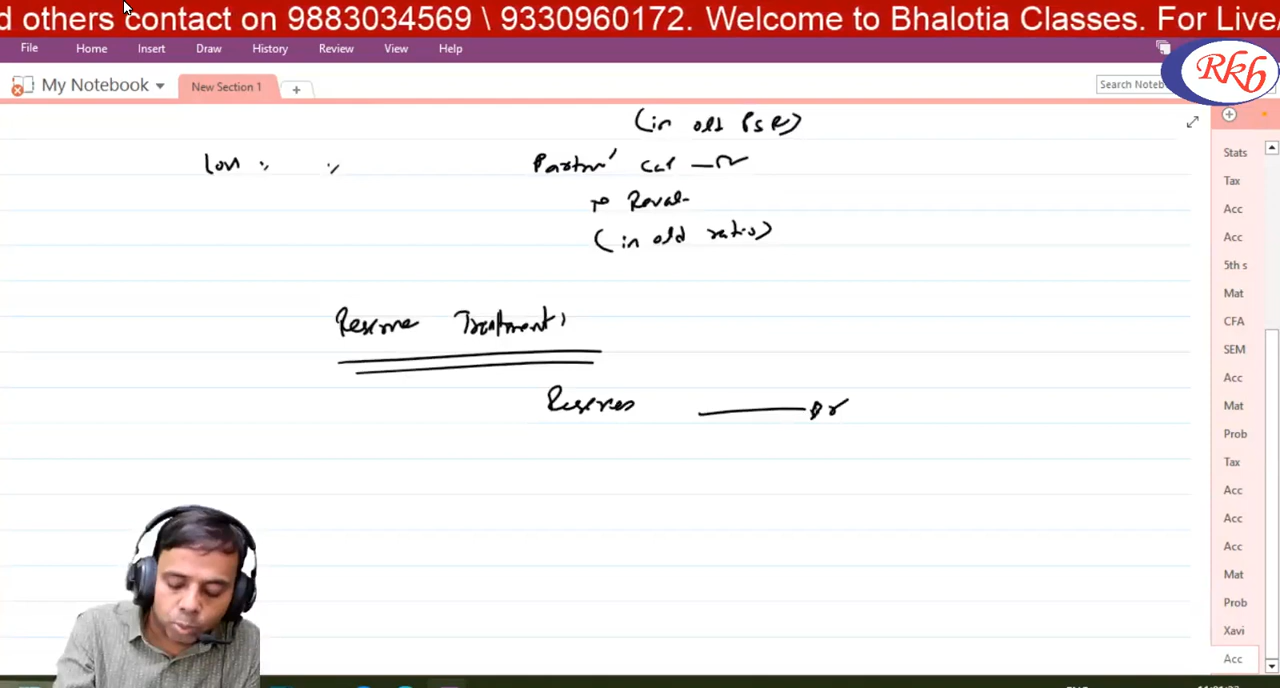 d others contact on 9883034569 \ 9330960172. Welcome to Bhalotia Classes. For Live
File Home Insert Draw History Review View Help
Rkb
My Notebook New Section 1 + Search Noteb
(in old PSR)
Partners' Cap
To Reval
(in old ratio)
Reserve Treatment:
Reserves Dr
Stats
Tax
Acc
Acc
5th s
Mat
CFA
SEM
Acc
Mat
Prob
Tax
Acc
Acc
Acc
Mat
Prob
Xavi
Acc